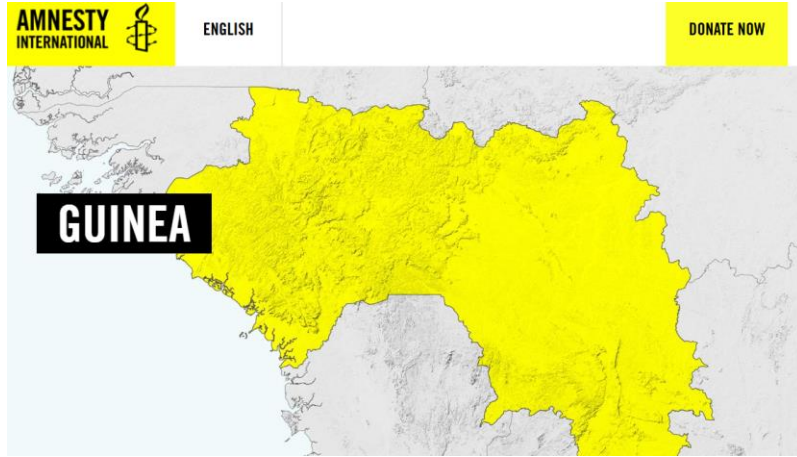 AMNESTY
INTERNATIONAL
ENGLISH
DONATE NOW
GUINEA